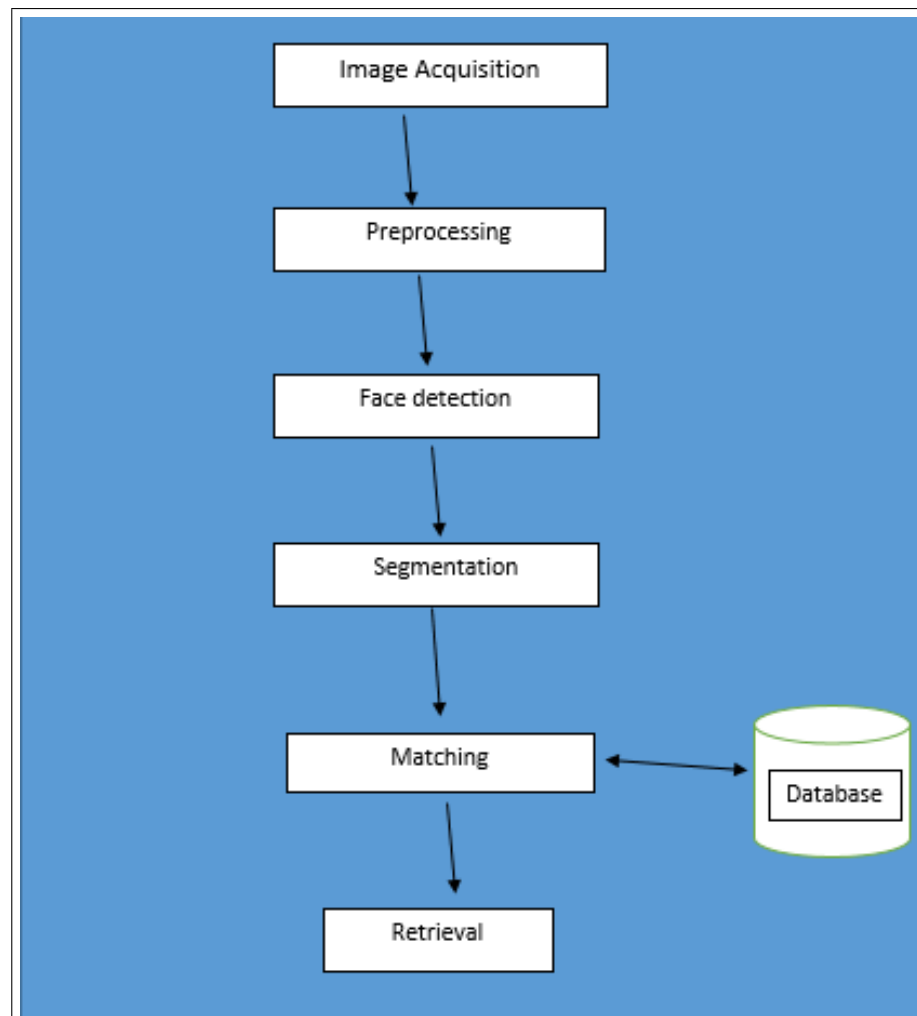 Image Acquisition
Preprocessing
Face detection
Segmentation
Matching
Database
Retrieval